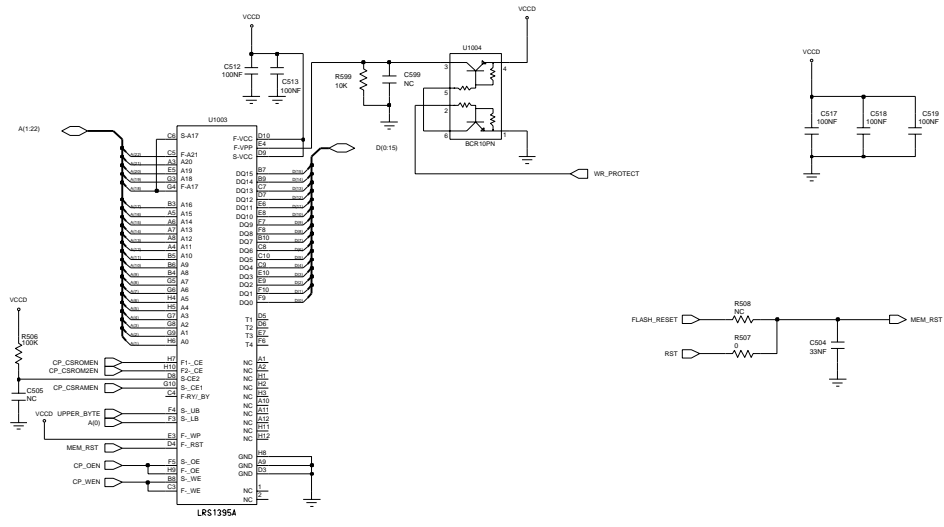 VCCD
VCCD
C512
100NF
C513
100NF
R599
10K
C599
NC
U1004
3
4
5
2
6
1
BCR10PN
WR_PROTECT
VCCD
C517
100NF
C518
100NF
C519
100NF
A(1:22)
D(0:15)
U1003
C6 S-A17
C5 F-A21
A3 A20
E5 A19
G3 A18
G4 F-A17
B3 A16
A5 A15
A6 A14
A7 A13
A8 A12
A4 A11
B5 A10
B6 A9
B4 A8
G5 A7
G6 A6
H4 A5
H5 A4
G7 A3
G8 A2
G9 A1
H6 A0
H7 F1-_CE
H10 F2-_CE
D8 S-CE2
G10 S-_CE1
C4 F-RY/_BY
F4 S-_UB
F3 S-_LB
E3 F-_WP
D4 F-_RST
F5 S-_OE
H9 F-_OE
B8 S-_WE
C3 F-_WE
F-VCC D10
F-VPP E4
S-VCC D9
DQ15 B7
DQ14 B9
DQ13 C7
DQ12 D7
DQ11 E6
DQ10 E8
DQ9 F7
DQ8 F8
DQ7 B10
DQ6 C8
DQ5 C10
DQ4 C9
DQ3 E10
DQ2 E9
DQ1 F10
DQ0 F9
T1 D5
T2 D6
T3 E7
T4 F6
NC A1
NC A2
NC H1
NC H2
NC H3
NC A10
NC A11
NC A12
NC H11
NC H12
GND H8
GND A9
GND D3
NC 1
NC 2
LRS1395A
VCCD
R506
100K
C505
NC
CP_CSROMEN
CP_CSROM2EN
CP_CSRAMEN
VCCD
UPPER_BYTE
A(0)
MEM_RST
CP_OEN
CP_WEN
FLASH_RESET
R508
NC
RST
R507
0
MEM_RST
C504
33NF